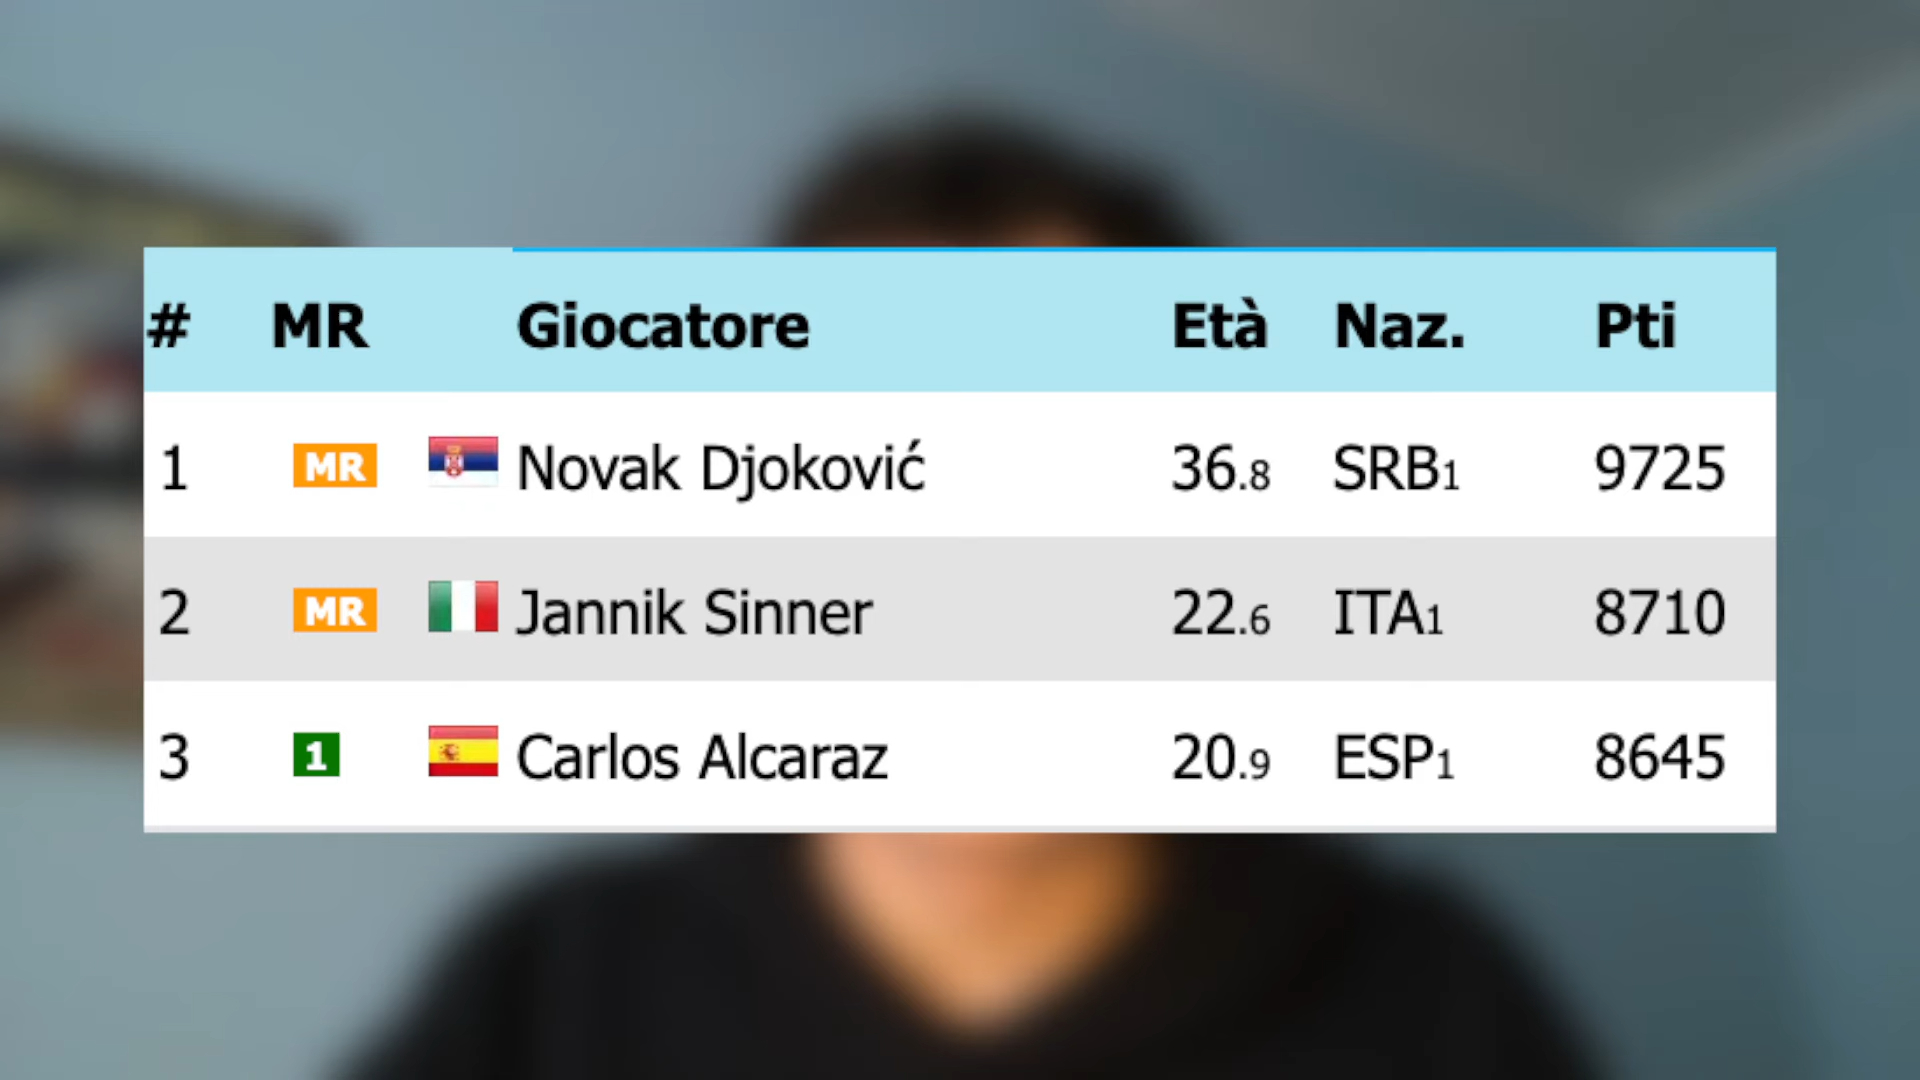 # MR Giocatore Età Naz. Pti
1 MR Novak Djoković 36.8 SRB1 9725
2 MR Jannik Sinner 22.6 ITA1 8710
3 1 Carlos Alcaraz 20.9 ESP1 8645